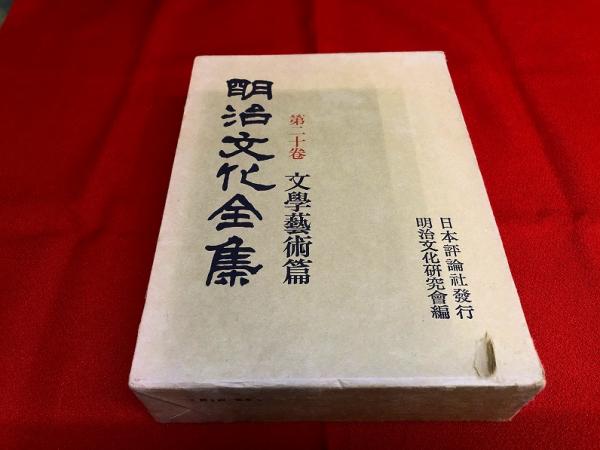 明治文化全集
第二十卷 文學藝術篇
日本評論社發行
明治文化硏究會編